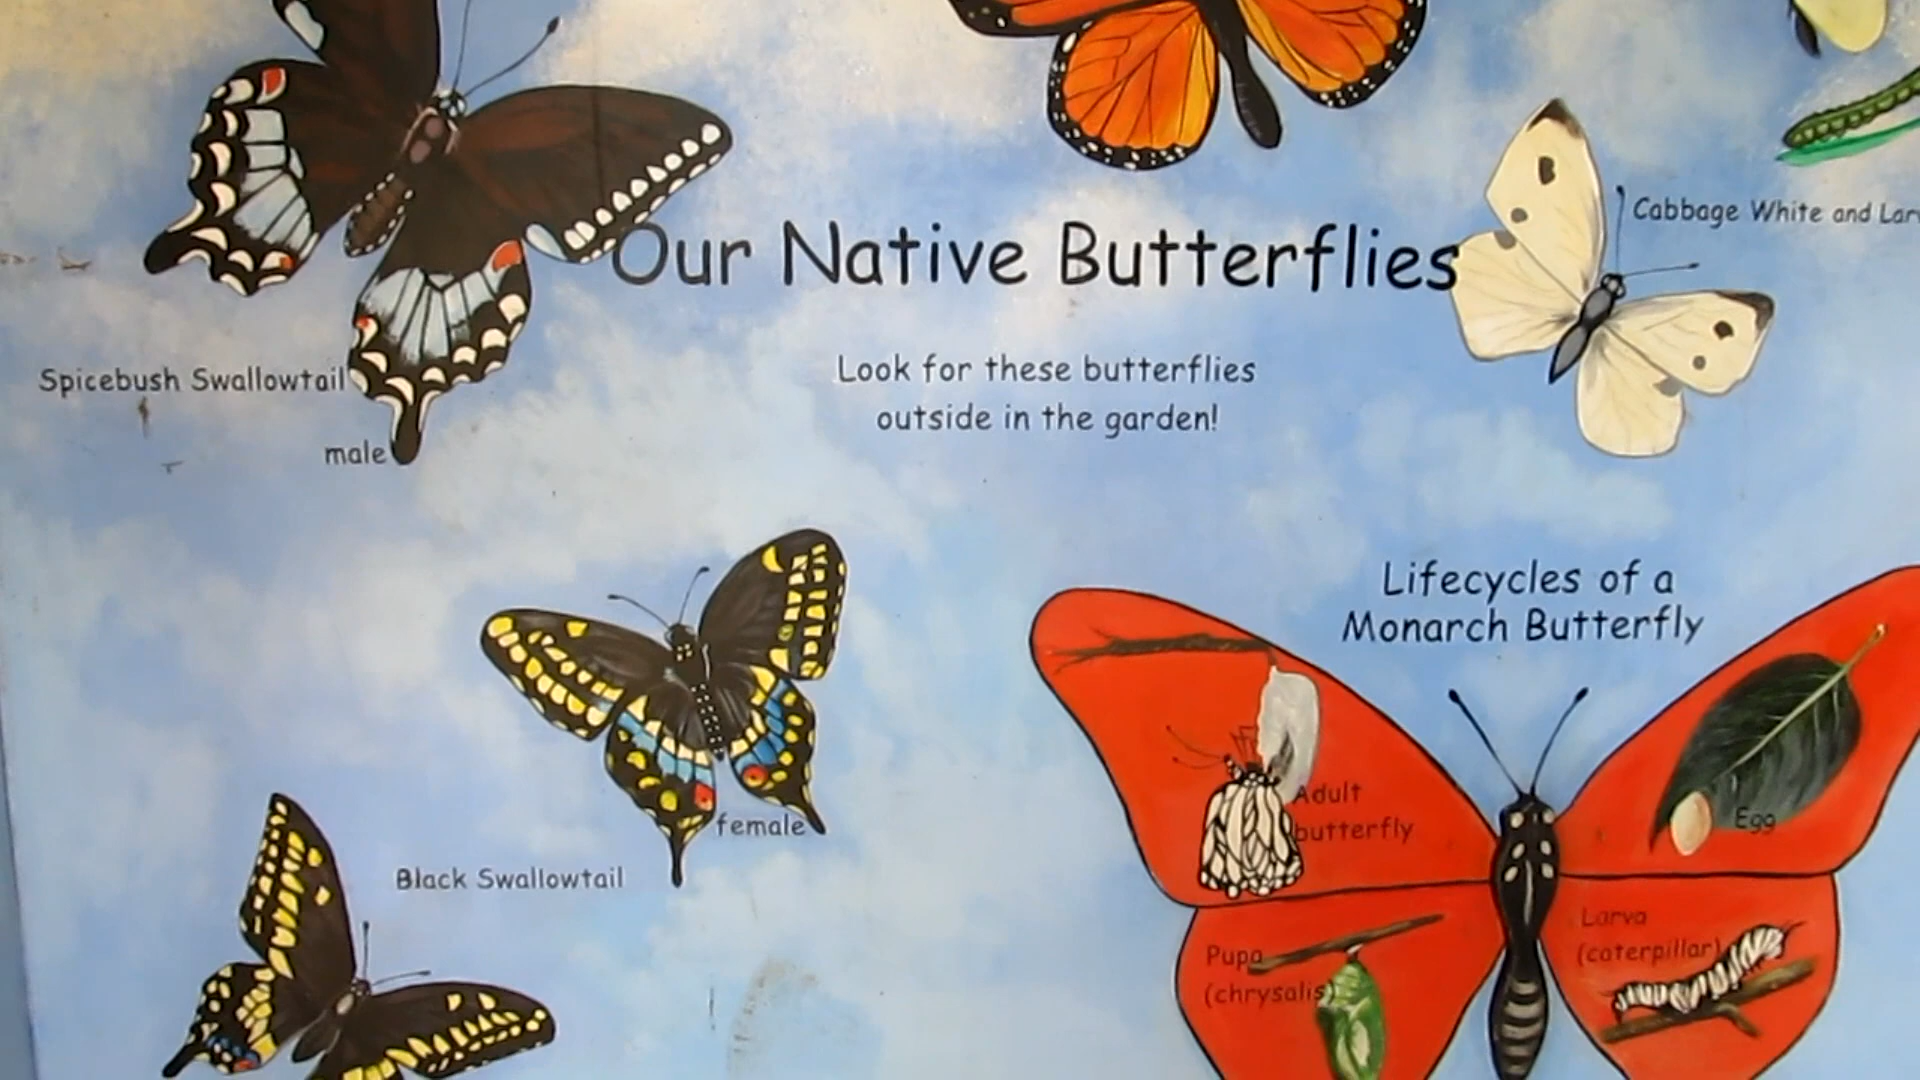 Our Native Butterflies
Cabbage White and
Look for these butterflies
outside in the garden!
Spicebush Swallowtail
male
female
Black Swallowtail
Lifecycles of a
Monarch Butterfly
Adult
butterfly
Egg
Pupa
(chrysalis)
Larva
(caterpillar)